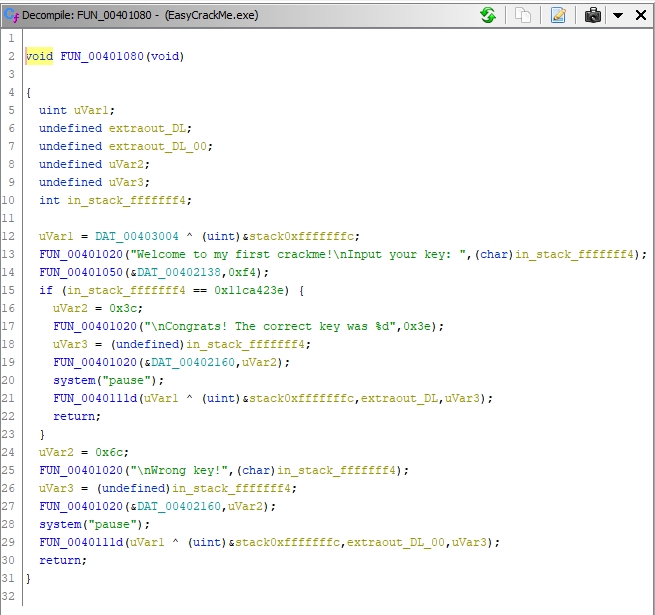 Decompile: FUN_00401080 - (EasyCrackMe.exe)
1
2 void FUN_00401080(void)
3
4 {
5 uint uVar1;
6 undefined extraout_DL;
7 undefined extraout_DL_00;
8 undefined uVar2;
9 undefined uVar3;
10 int in_stack_fffffff4;
11
12 uVar1 = DAT_00403004 ^ (uint)&stack0xfffffffc;
13 FUN_00401020("Welcome to my first crackme!\nInput your key: ",(char)in_stack_fffffff4);
14 FUN_00401050(&DAT_00402138,0xf4);
15 if (in_stack_fffffff4 == 0x11ca423e) {
16 uVar2 = 0x3c;
17 FUN_00401020("\nCongrats! The correct key was %d",0x3e);
18 uVar3 = (undefined)in_stack_fffffff4;
19 FUN_00401020(&DAT_00402160,uVar2);
20 system("pause");
21 FUN_0040111d(uVar1 ^ (uint)&stack0xfffffffc,extraout_DL,uVar3);
22 return;
23 }
24 uVar2 = 0x6c;
25 FUN_00401020("\nWrong key!",(char)in_stack_fffffff4);
26 uVar3 = (undefined)in_stack_fffffff4;
27 FUN_00401020(&DAT_00402160,uVar2);
28 system("pause");
29 FUN_0040111d(uVar1 ^ (uint)&stack0xfffffffc,extraout_DL_00,uVar3);
30 return;
31 }
32